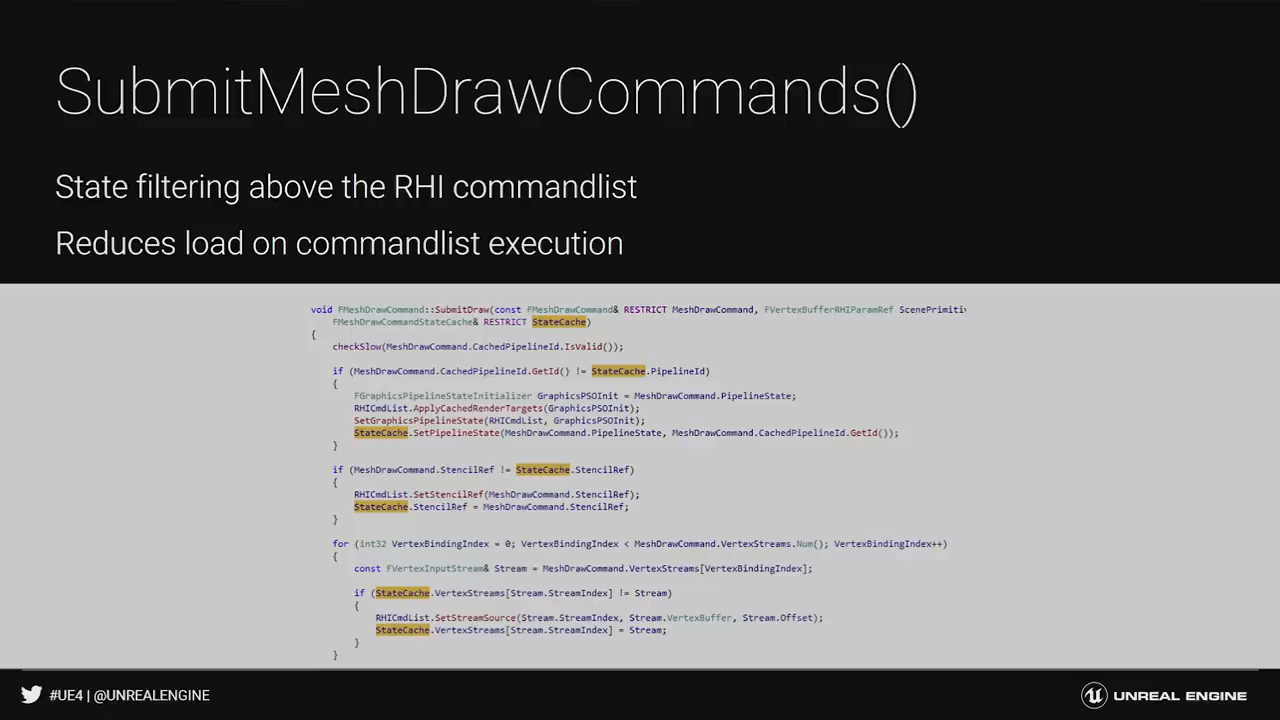 SubmitMeshDrawCommands()
State filtering above the RHI commandlist
Reduces load on commandlist execution
void FMeshDrawCommand::SubmitDraw(const FMeshDrawCommand& RESTRICT MeshDrawCommand, FVertexBufferRHIParamRef ScenePrimitiv
FMeshDrawCommandStateCache& RESTRICT StateCache)
{
checkSlow(MeshDrawCommand.CachedPipelineId.IsValid());
if (MeshDrawCommand.CachedPipelineId.GetId() != StateCache.PipelineId)
{
FGraphicsPipelineStateInitializer GraphicsPSOInit = MeshDrawCommand.PipelineState;
RHICmdList.ApplyCachedRenderTargets(GraphicsPSOInit);
SetGraphicsPipelineState(RHICmdList, GraphicsPSOInit);
StateCache.SetPipelineState(MeshDrawCommand.PipelineState, MeshDrawCommand.CachedPipelineId.GetId());
}
if (MeshDrawCommand.StencilRef != StateCache.StencilRef)
{
RHICmdList.SetStencilRef(MeshDrawCommand.StencilRef);
StateCache.StencilRef = MeshDrawCommand.StencilRef;
}
for (int32 VertexBindingIndex = 0; VertexBindingIndex < MeshDrawCommand.VertexStreams.Num(); VertexBindingIndex++)
{
const FVertexInputStream& Stream = MeshDrawCommand.VertexStreams[VertexBindingIndex];
if (StateCache.VertexStreams[Stream.StreamIndex] != Stream)
{
RHICmdList.SetStreamSource(Stream.StreamIndex, Stream.VertexBuffer, Stream.Offset);
StateCache.VertexStreams[Stream.StreamIndex] = Stream;
}
}
#UE4 | @UNREALENGINE
UNREAL ENGINE